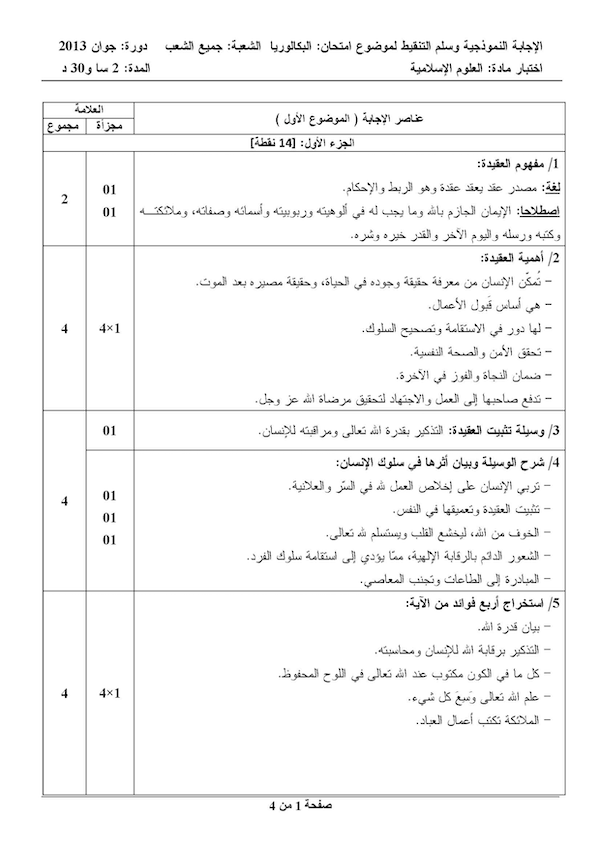 الإجابة النموذجية وسلم التنقيط لموضوع امتحان: البكالوريا الشعبة: جميع الشعب دورة: جوان 2013
اختبار مادة: العلوم الإسلامية المدة: 2 سا و30 د
عناصر الإجابة ( الموضوع الأول )
العلامة
مجزأة مجموع
الجزء الأول: [14 نقطة]
1/ مفهوم العقيدة:
لغة: مصدر عقد يعقد عقدة وهو الربط والإحكام. 01
اصطلاحا: الإيمان الجازم بالله وما يجب له في ألوهيته وربوبيته وأسمائه وصفاته، وملائكتـــه 01 2
وكتبه ورسله واليوم الآخر والقدر خيره وشره.
2/ أهمية العقيدة:
– تُمكّن الإنسان من معرفة حقيقة وجوده في الحياة، وحقيقة مصيره بعد الموت.
– هي أساس قَبول الأعمال.
– لها دور في الاستقامة وتصحيح السلوك. 1×4 4
– تحقق الأمن والصحة النفسية.
– ضمان النجاة والفوز في الآخرة.
– تدفع صاحبها إلى العمل والاجتهاد لتحقيق مرضاة الله عز وجل.
3/ وسيلة تثبيت العقيدة: التذكير بقدرة الله تعالى ومراقبته للإنسان. 01
4/ شرح الوسيلة وبيان أثرها في سلوك الإنسان:
– تربي الإنسان على إخلاص العمل لله في السّر والعلانية. 01 4
– تثبيت العقيدة وتعميقها في النفس. 01
– الخوف من الله، ليخشع القلب ويستسلم لله تعالى. 01
– الشعور الدائم بالرقابة الإلهية، ممّا يؤدي إلى استقامة سلوك الفرد.
– المبادرة إلى الطاعات وتجنب المعاصي.
5/ استخراج أربع فوائد من الآية:
– بيان قدرة الله.
– التذكير برقابة الله للإنسان ومحاسبته.
– كل ما في الكون مكتوب عند الله تعالى في اللوح المحفوظ.
– علم الله تعالى وَسِعَ كل شيء. 1×4 4
– الملائكة تكتب أعمال العباد.
صفحة 1 من 4